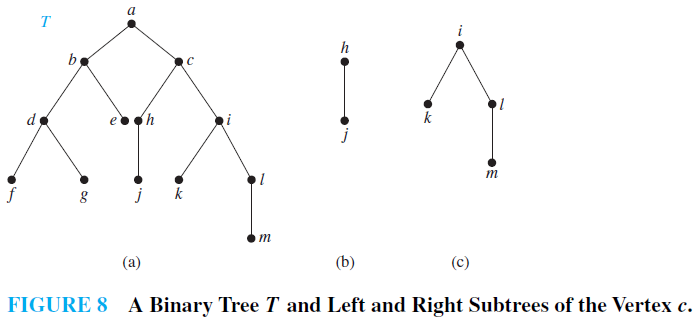 T
a
b c
d e h i
f g j k l
m
(a)
h
j
(b)
i
k l
m
(c)
FIGURE 8 A Binary Tree T and Left and Right Subtrees of the Vertex c.